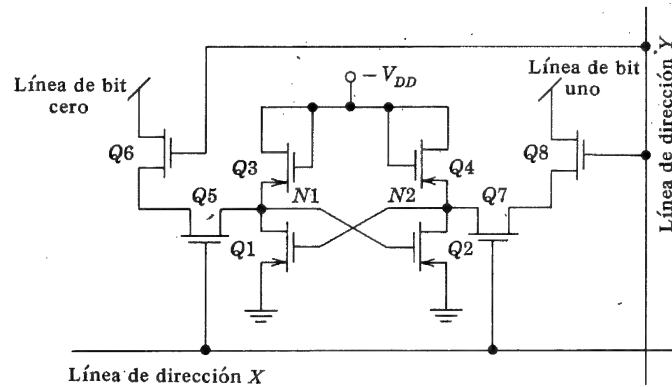 Línea de bit
cero
−V_DD
Línea de bit
uno
Q6
Q3
Q4
Q8
Q5
N1
N2
Q7
Q1
Q2
Línea de dirección Y
Línea de dirección X